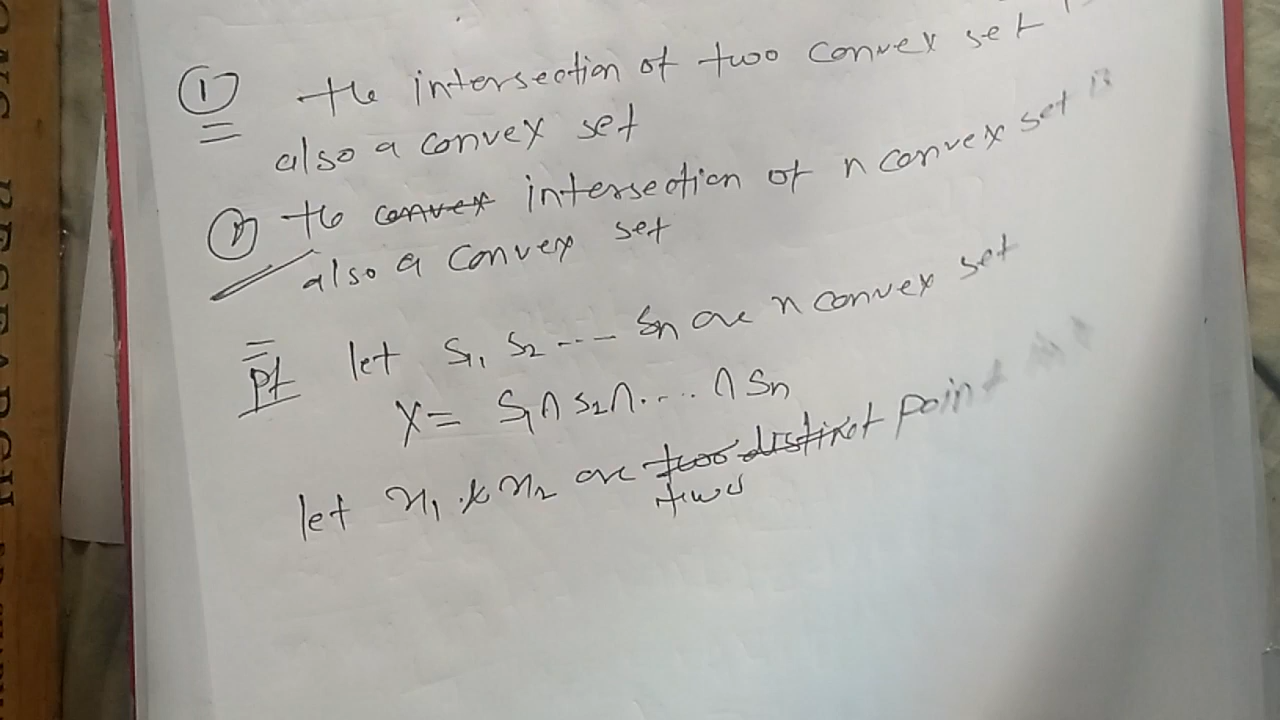 ① the intersection of two convex set
also a convex set
② the convex intersection of n convex set is
also a convex set
pf let S₁, S₂ ---- Sn are n convex set
X = S₁∩S₂∩.... ∩Sn
let x₁ & x₂ are two distinct point
two
RESEARCH